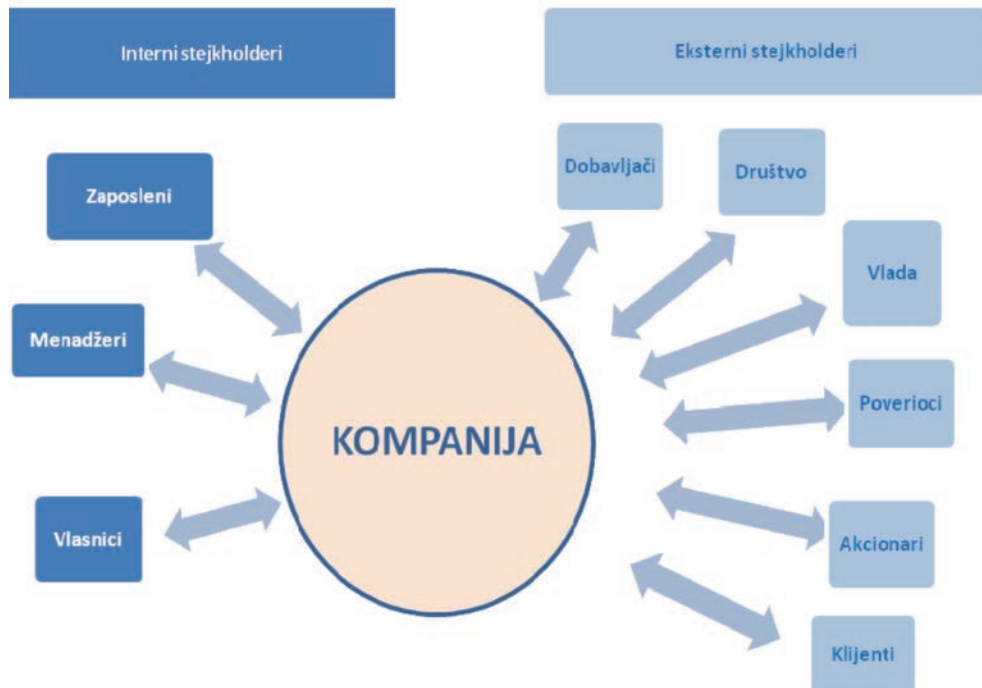 Interni stejkholderi
Eksterni stejkholderi
Zaposleni
Menadžeri
Vlasnici
KOMPANIJA
Dobavljači
Društvo
Vlada
Poverioci
Akcionari
Klijenti